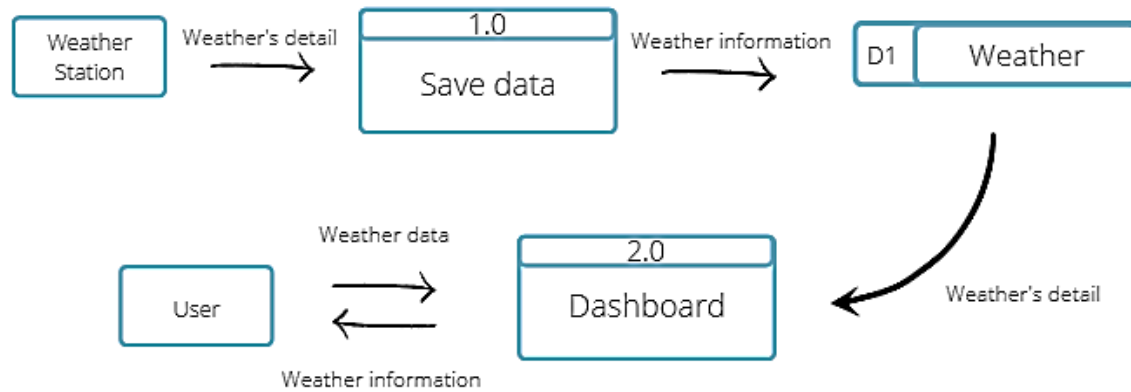 Weather
Station
Weather's detail
1.0
Save data
Weather information
D1
Weather
Weather's detail
2.0
Dashboard
Weather data
User
Weather information